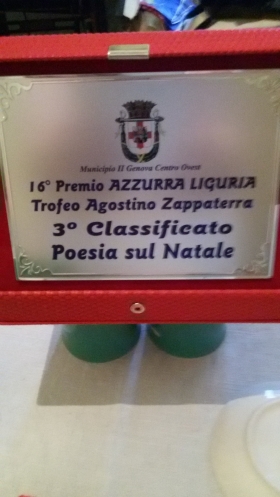 Municipio II Genova Centro Ovest
16° Premio AZZURRA LIGURIA
Trofeo Agostino Zappaterra
3° Classificato
Poesia sul Natale